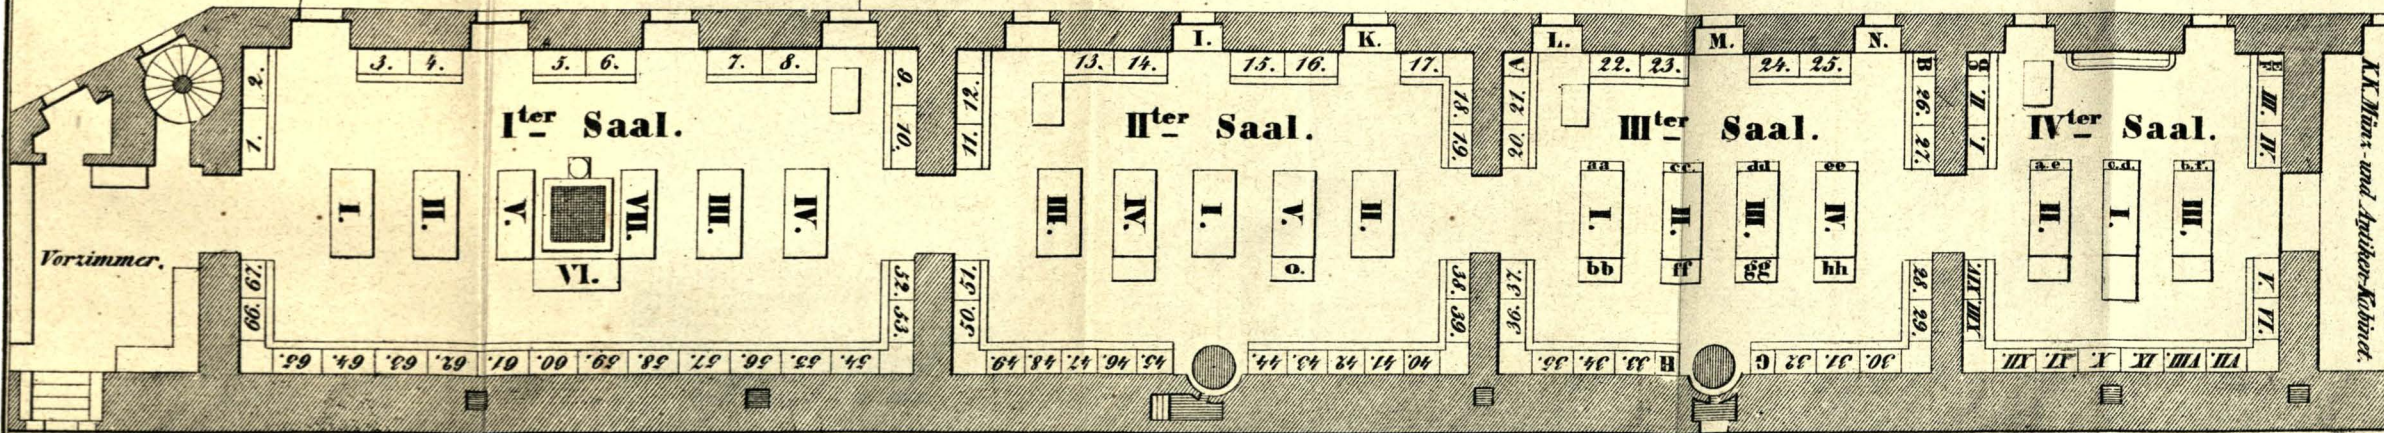 I. K. L. M. N.
3. 4. 5. 6. 7. 8. 13. 14. 15. 16. 17. 22. 23. 24. 25.
1. 2.
9. 10.
11. 12.
18. 19.
20. 21. A
B 26. 27.
C D II. I.
E F III. IV.
Iter Saal. IIter Saal. IIIter Saal. IVter Saal.
I. II. V. VII. III. IV.
VI.
III. IV. I. V. II.
o.
aa cc. dd ee
I. II. III. IV.
bb ff gg hh
a.e c.d. b.f.
II. I. III.
Vorzimmer.
K.K. Münz- und Antiken-Kabinet.
66. 67.
52. 53.
50. 51.
38. 39.
36. 37.
28. 29.
XIV. XIII.
V. VI.
65. 64. 63. 62. 61. 60. 59. 58. 57. 56. 55. 54.
49. 48. 47. 46. 45. 44. 43. 42. 41. 40.
35. 34. 33. H G 32. 31. 30.
XII. XI. X. IX. VIII. VII.